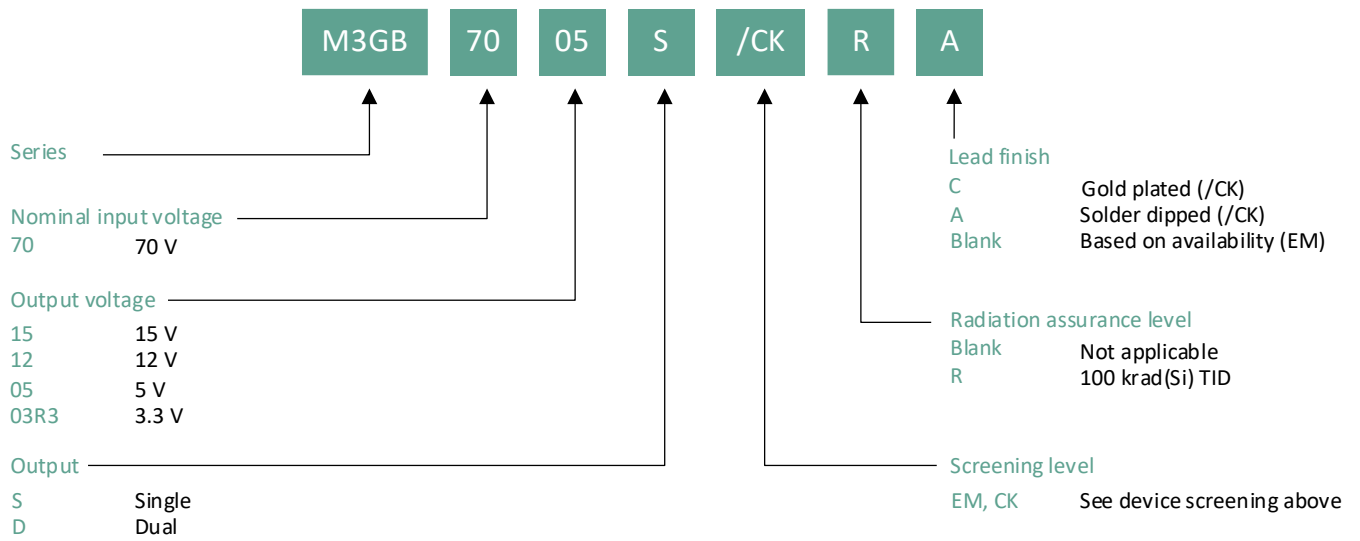 M3GB 70 05 S /CK R A
Series
Nominal input voltage
70 70 V
Output voltage
15 15 V
12 12 V
05 5 V
03R3 3.3 V
Output
S Single
D Dual
Lead finish
C Gold plated (/CK)
A Solder dipped (/CK)
Blank Based on availability (EM)
Radiation assurance level
Blank Not applicable
R 100 krad(Si) TID
Screening level
EM, CK See device screening above